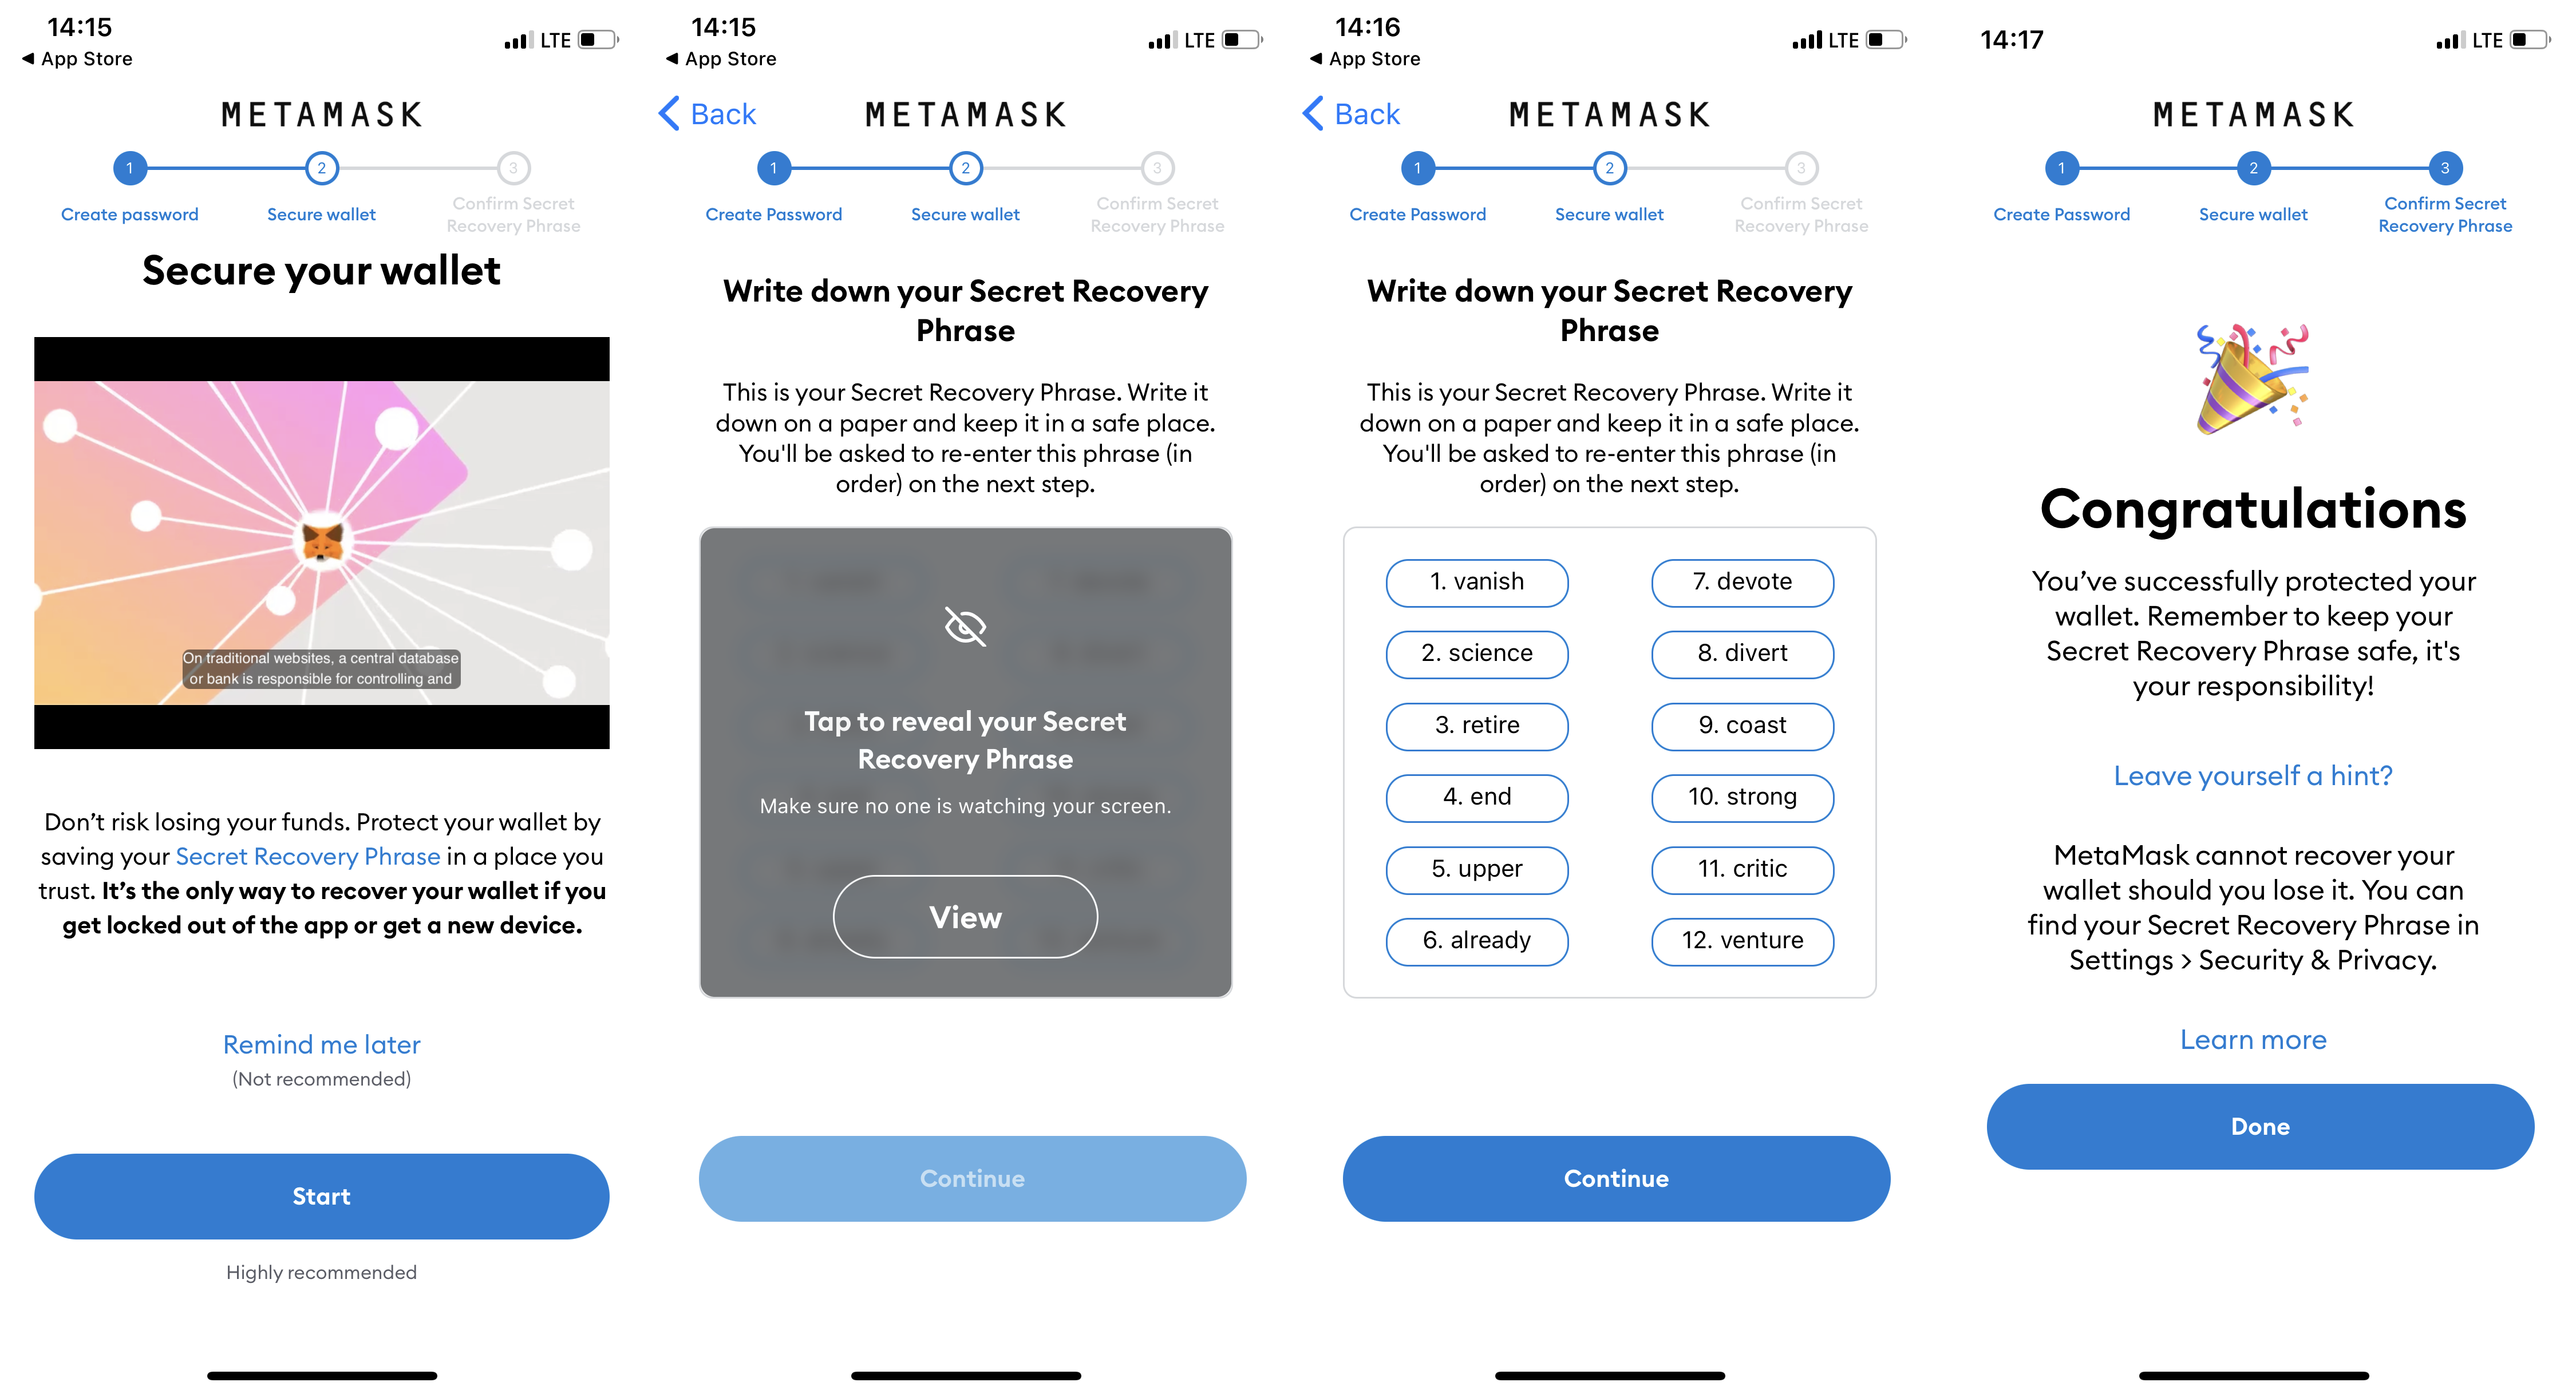 14:15
LTE
◀ App Store
METAMASK
1
2
3
Create password
Secure wallet
Confirm Secret
Recovery Phrase
Secure your wallet
On traditional websites, a central database
or bank is responsible for controlling and
Don't risk losing your funds. Protect your wallet by
saving your Secret Recovery Phrase in a place you
trust. It's the only way to recover your wallet if you
get locked out of the app or get a new device.
Remind me later
(Not recommended)
Start
Highly recommended
14:15
LTE
◀ App Store
Back
METAMASK
1
2
3
Create Password
Secure wallet
Confirm Secret
Recovery Phrase
Write down your Secret Recovery
Phrase
This is your Secret Recovery Phrase. Write it
down on a paper and keep it in a safe place.
You'll be asked to re-enter this phrase (in
order) on the next step.
Tap to reveal your Secret
Recovery Phrase
Make sure no one is watching your screen.
View
Continue
14:16
LTE
◀ App Store
Back
METAMASK
1
2
3
Create Password
Secure wallet
Confirm Secret
Recovery Phrase
Write down your Secret Recovery
Phrase
This is your Secret Recovery Phrase. Write it
down on a paper and keep it in a safe place.
You'll be asked to re-enter this phrase (in
order) on the next step.
1. vanish
2. science
3. retire
4. end
5. upper
6. already
7. devote
8. divert
9. coast
10. strong
11. critic
12. venture
Continue
14:17
LTE
METAMASK
1
2
3
Create Password
Secure wallet
Confirm Secret
Recovery Phrase
Congratulations
You've successfully protected your
wallet. Remember to keep your
Secret Recovery Phrase safe, it's
your responsibility!
Leave yourself a hint?
MetaMask cannot recover your
wallet should you lose it. You can
find your Secret Recovery Phrase in
Settings > Security & Privacy.
Learn more
Done